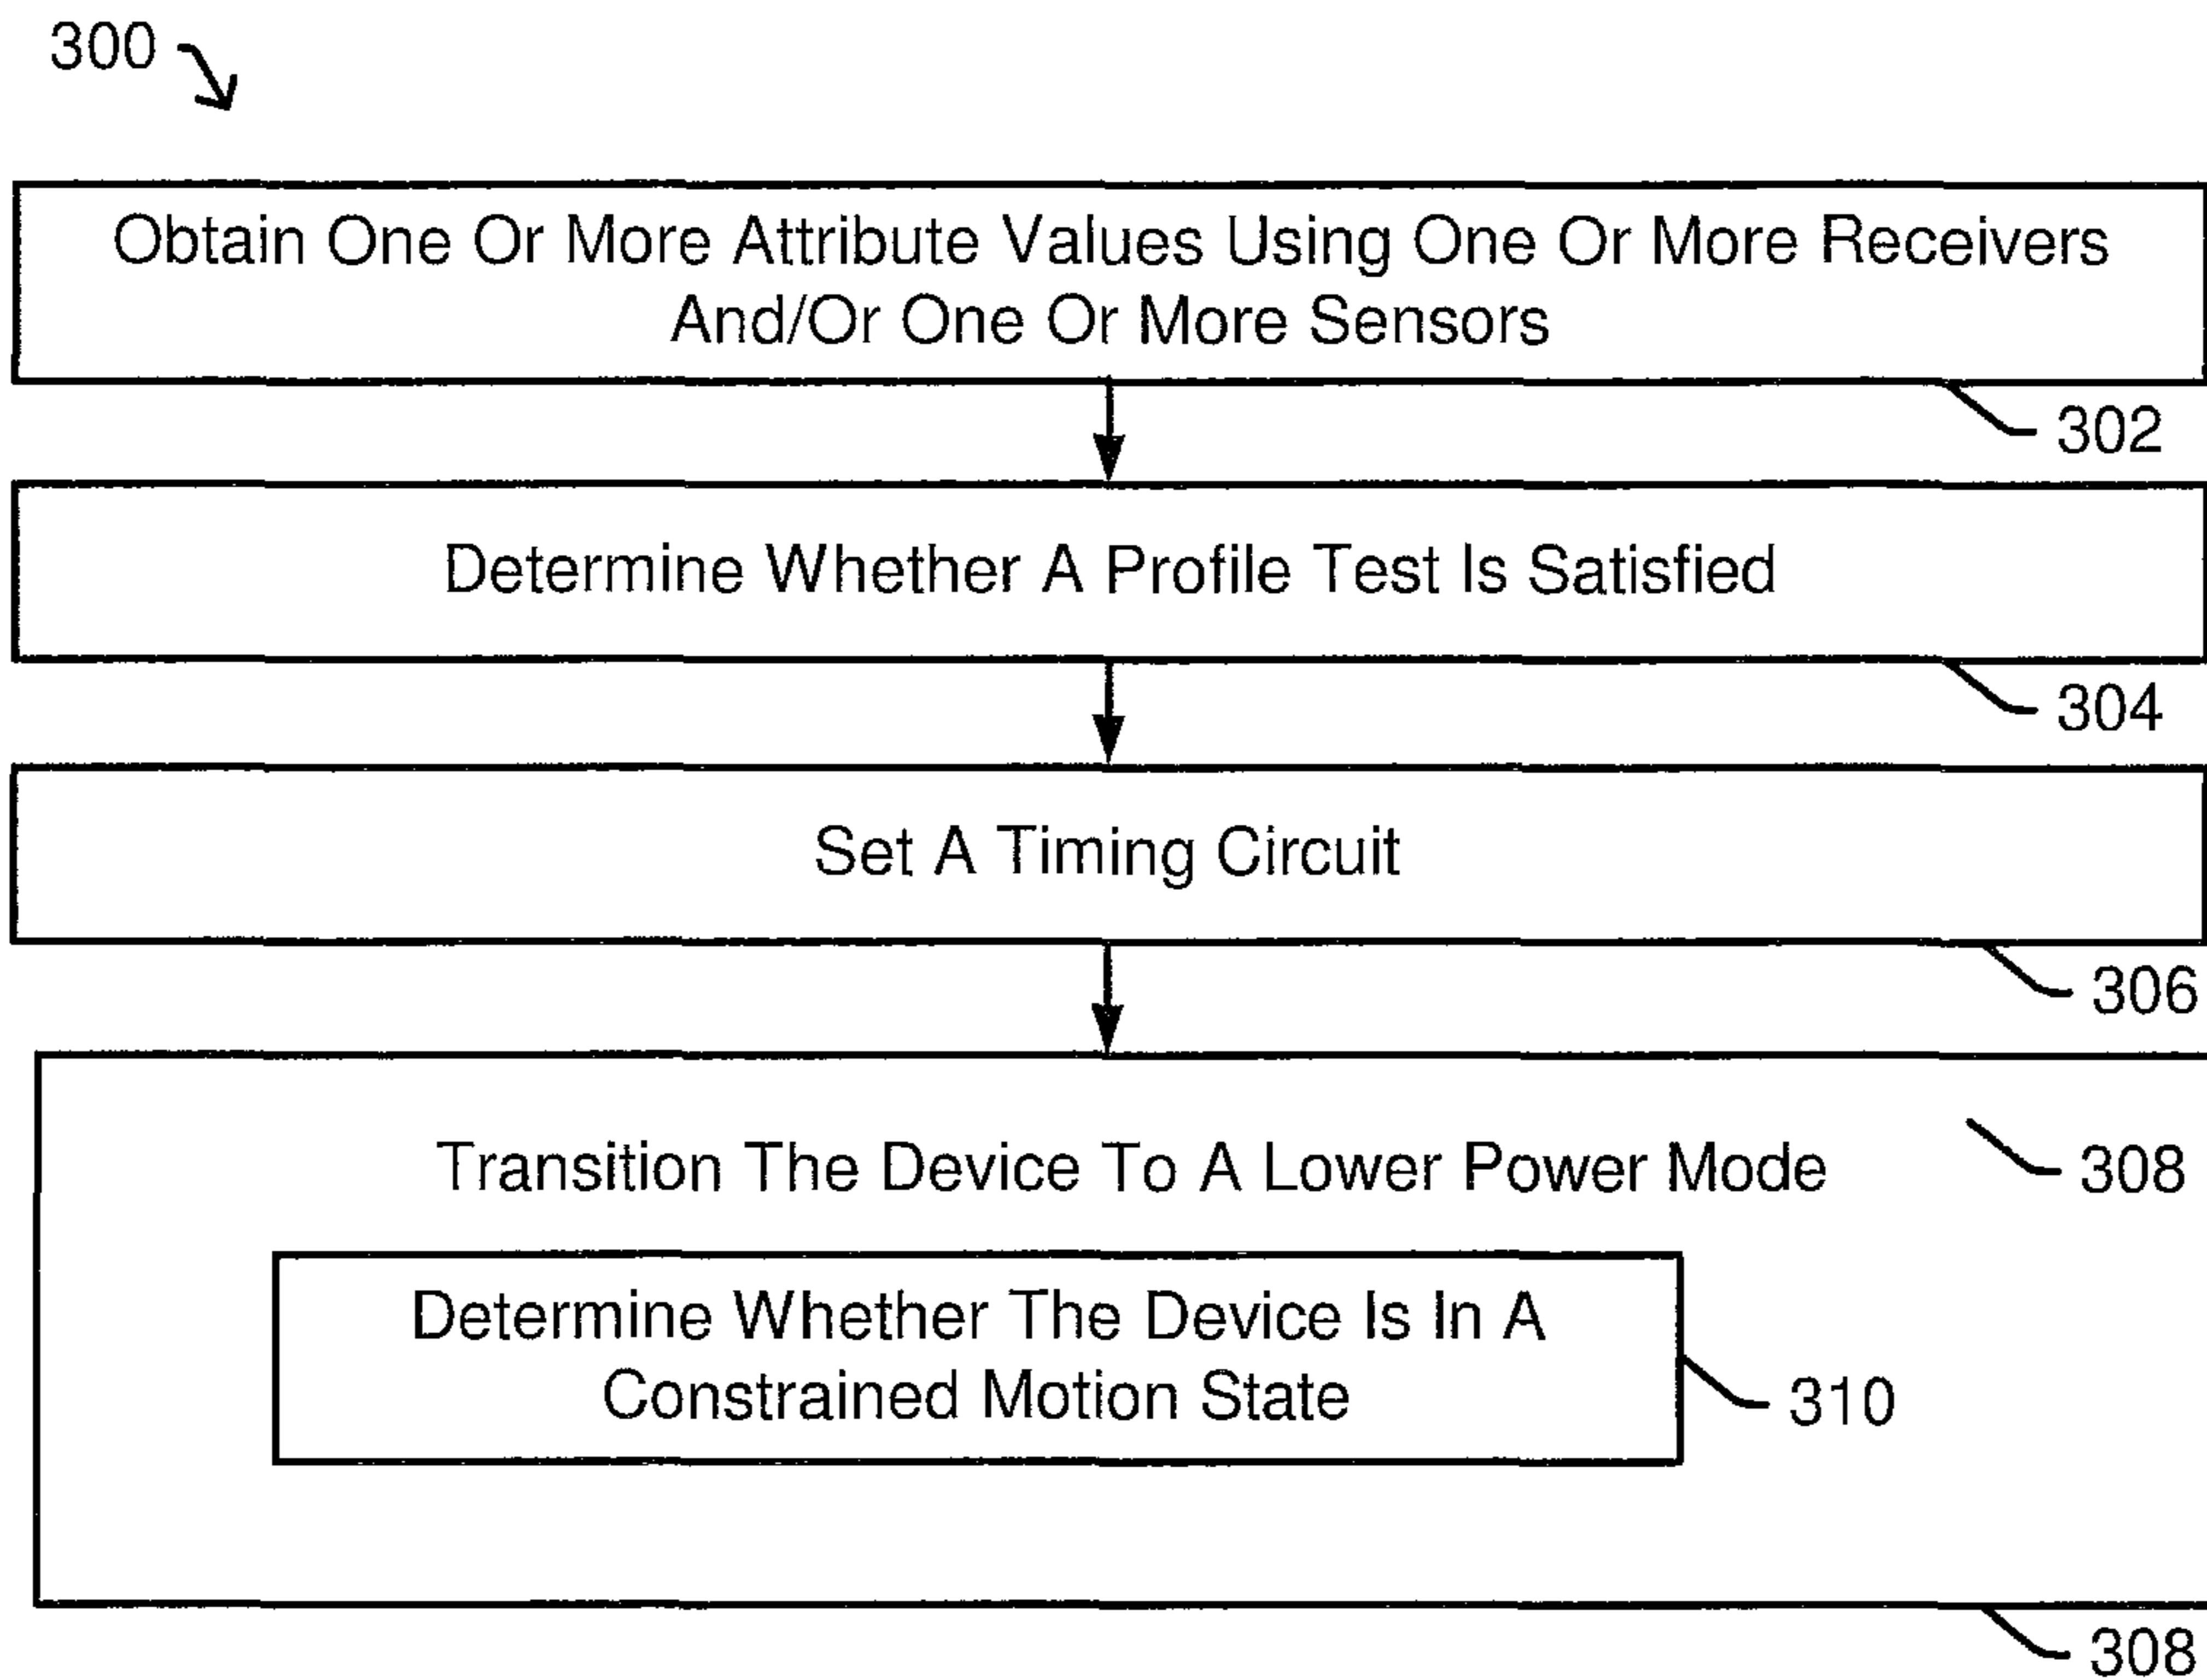 300
Obtain One Or More Attribute Values Using One Or More Receivers
And/Or One Or More Sensors
302
Determine Whether A Profile Test Is Satisfied
304
Set A Timing Circuit
306
Transition The Device To A Lower Power Mode
308
Determine Whether The Device Is In A
Constrained Motion State
310
308